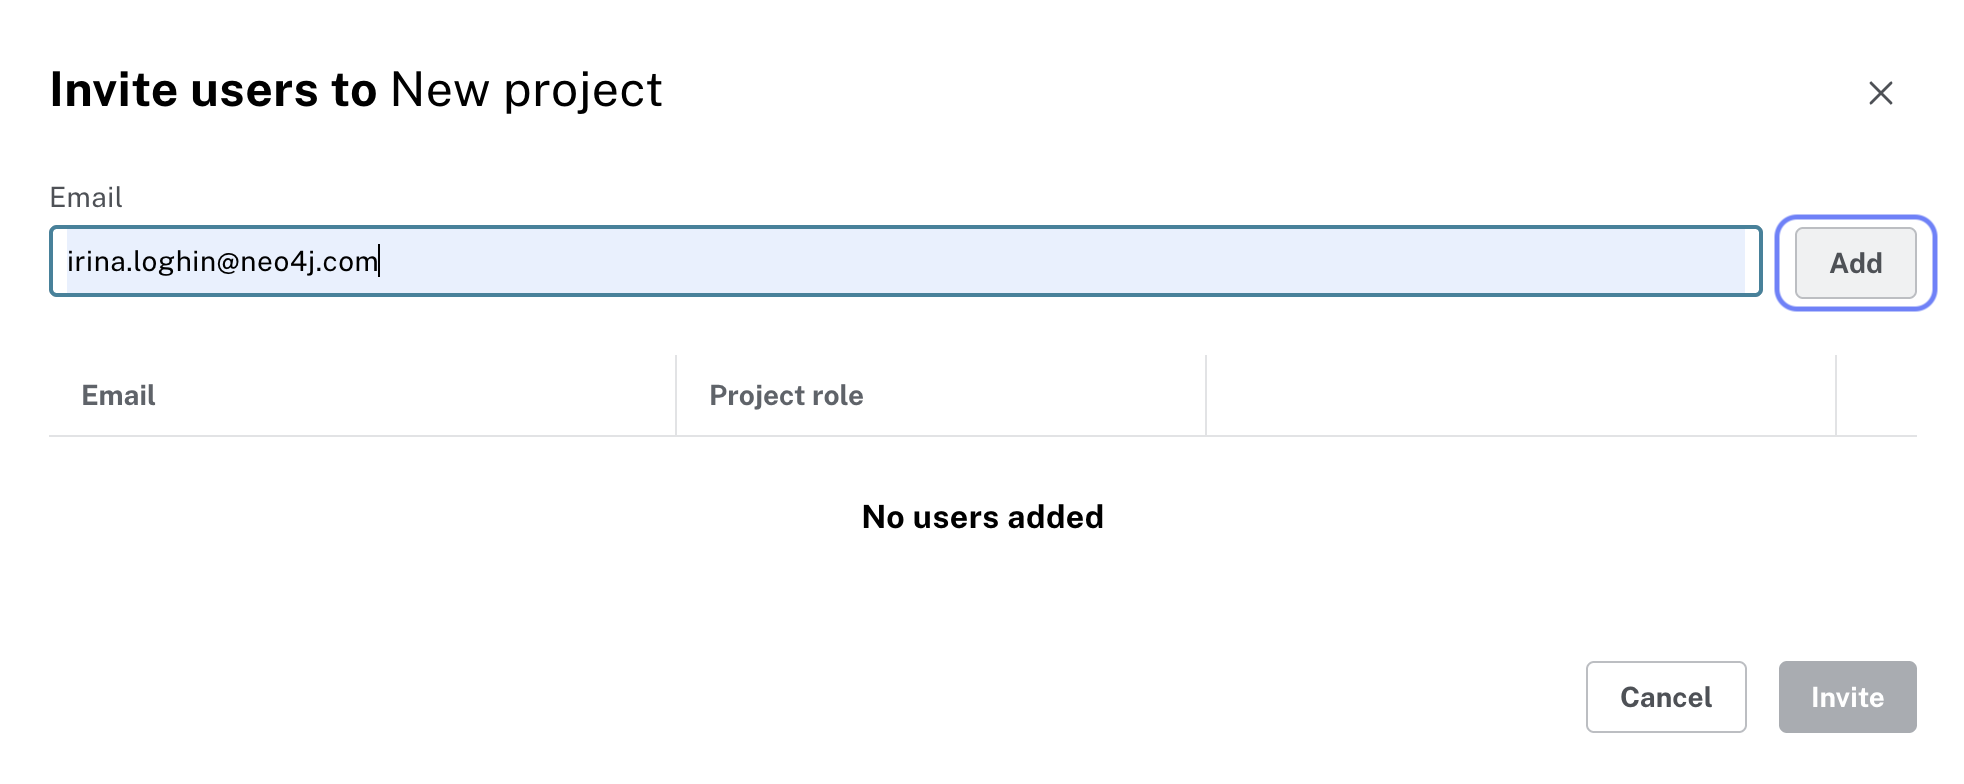 Invite users to New project
Email
irina.loghin@neo4j.com
Add
Email
Project role
No users added
Cancel
Invite